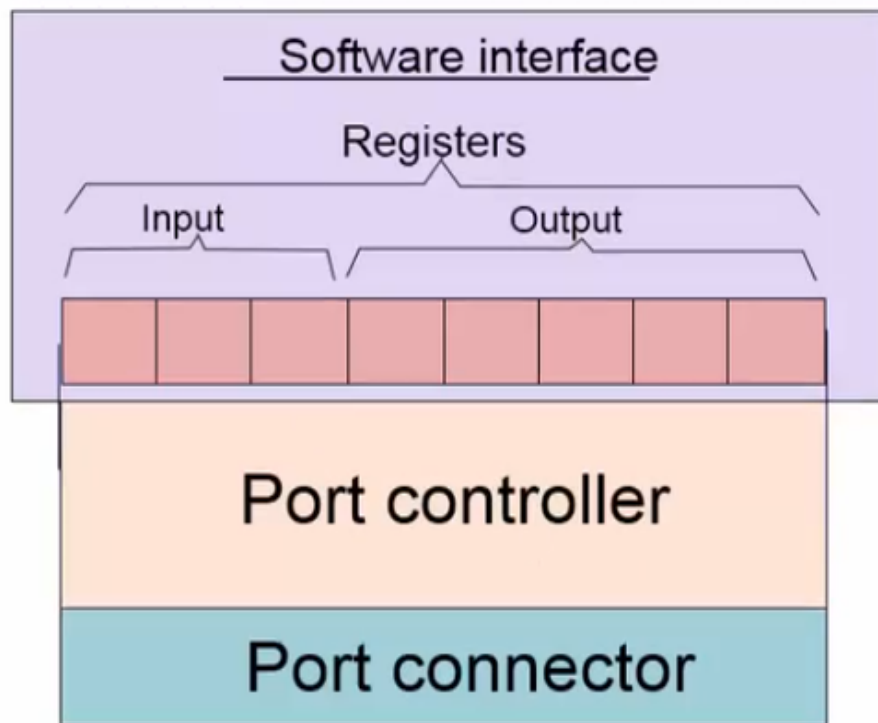 Software interface
Registers
Input Output
Port controller
Port connector